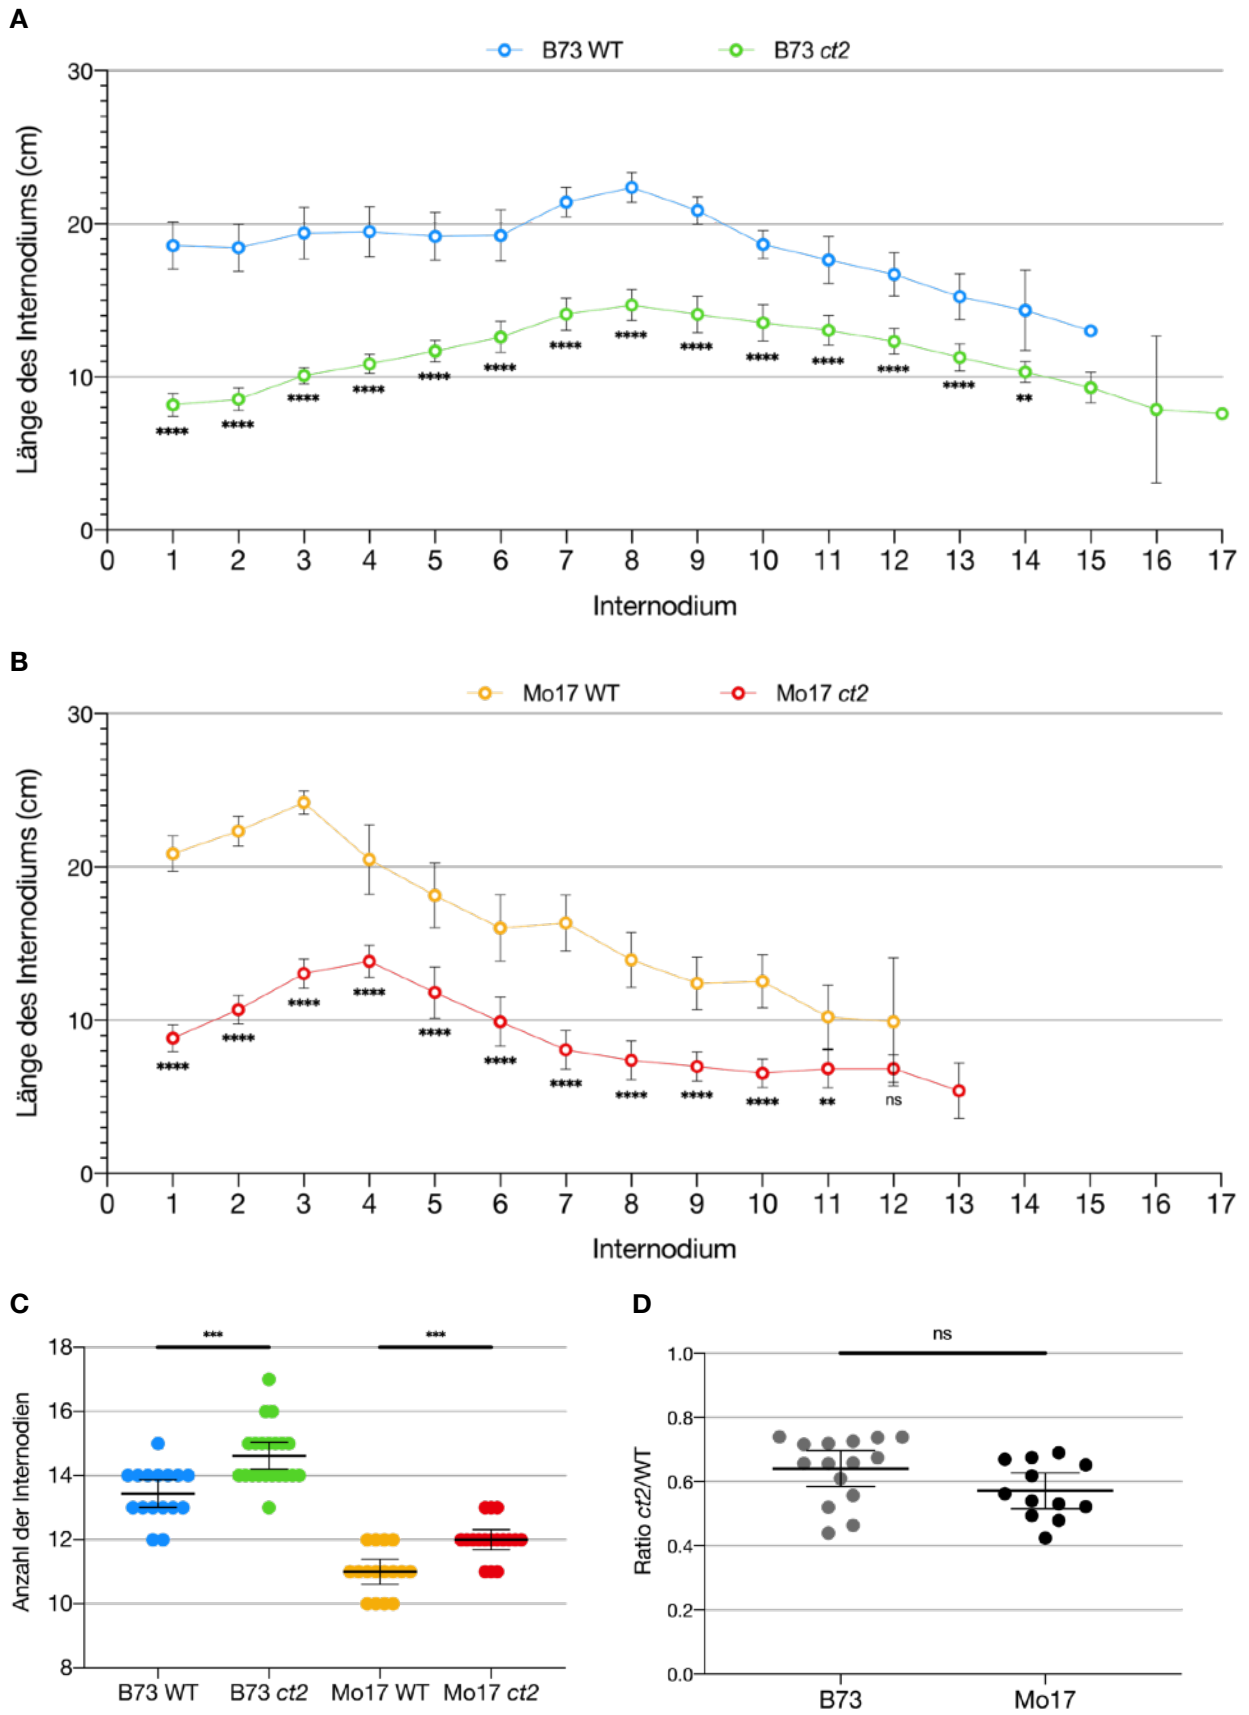 A
B73 WT B73 ct2
30
20
10
0
Länge des Internodiums (cm)
**** **** **** **** **** **** **** **** **** **** **** **** **** **
0 1 2 3 4 5 6 7 8 9 10 11 12 13 14 15 16 17
Internodium
B
Mo17 WT Mo17 ct2
30
20
10
0
Länge des Internodiums (cm)
**** **** **** **** **** **** **** **** **** **** ** ns
0 1 2 3 4 5 6 7 8 9 10 11 12 13 14 15 16 17
Internodium
C
*** ***
18
16
14
12
10
8
Anzahl der Internodien
B73 WT B73 ct2 Mo17 WT Mo17 ct2
D
ns
1.0
0.8
0.6
0.4
0.2
0.0
Ratio ct2/WT
B73 Mo17